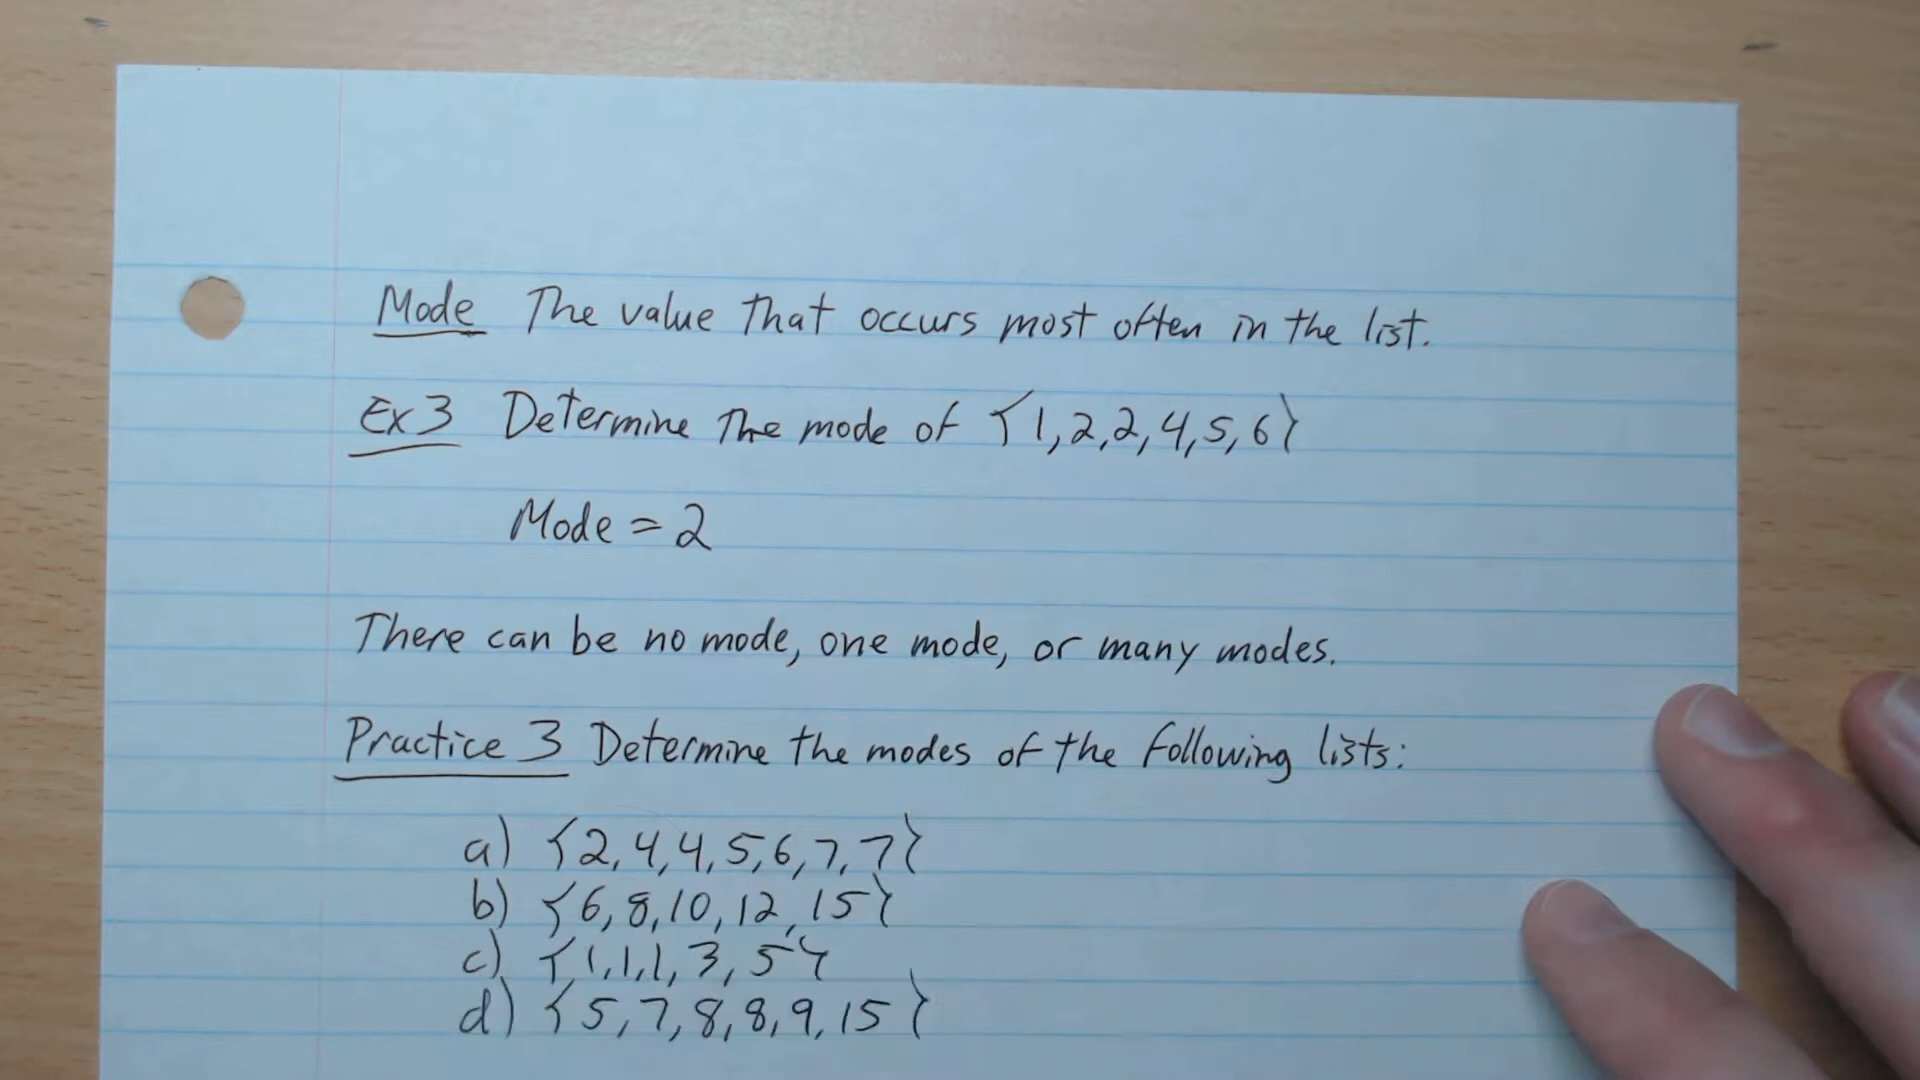 Mode The value that occurs most often in the list.
Ex 3 Determine the mode of {1,2,2,4,5,6}
Mode = 2
There can be no mode, one mode, or many modes.
Practice 3 Determine the modes of the following lists:
a) {2,4,4,5,6,7,7}
b) {6,8,10,12,15}
c) {1,1,1,3,5}
d) {5,7,8,8,9,15}